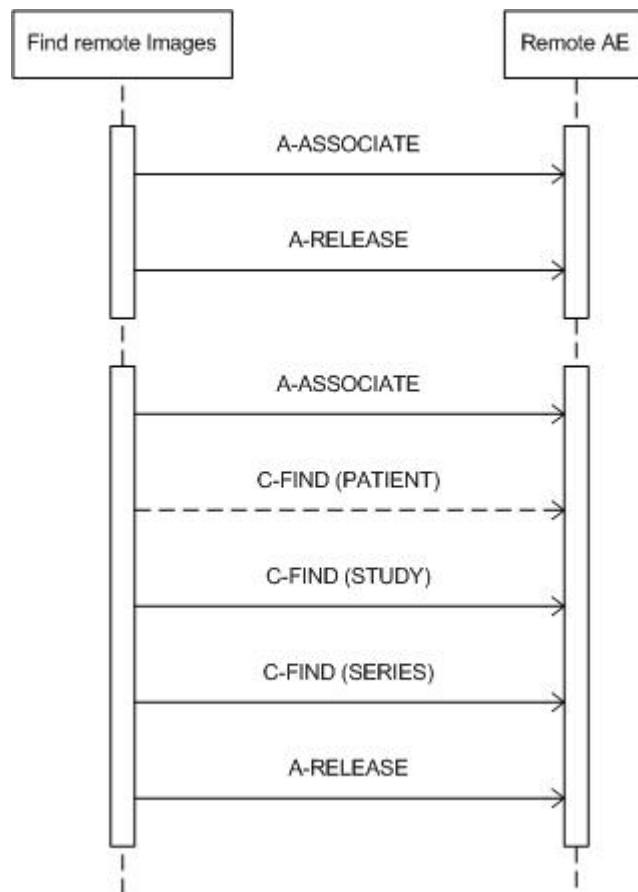 Find remote Images
Remote AE
A-ASSOCIATE
A-RELEASE
A-ASSOCIATE
C-FIND (PATIENT)
C-FIND (STUDY)
C-FIND (SERIES)
A-RELEASE